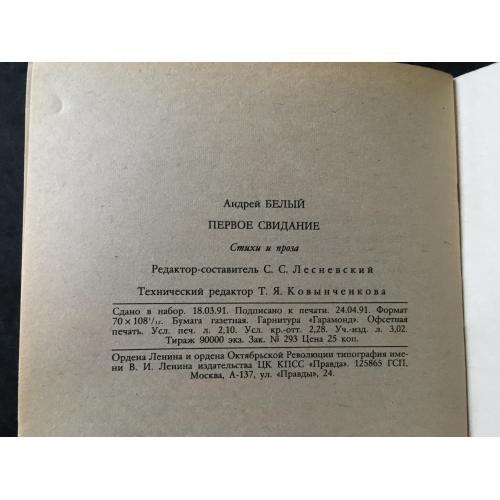 Андрей БЕЛЫЙ
ПЕРВОЕ СВИДАНИЕ
Стихи и проза
Редактор-составитель С. С. Лесневский
Технический редактор Т. Я. Ковынченкова
Сдано в набор. 18.03.91. Подписано к печати. 24.04.91. Формат
70 × 108¹/₃₂. Бумага газетная. Гарнитура «Гарамонд». Офсетная
печать. Усл. печ. л. 2,10. Усл. кр.-отт. 2,28. Уч.-изд. л. 3,02.
Тираж 90000 экз. Зак. № 293 Цена 25 коп.
Ордена Ленина и ордена Октябрьской Революции типография име-
ни В. И. Ленина издательства ЦК КПСС «Правда». 125865 ГСП,
Москва, А-137, ул. «Правды», 24.